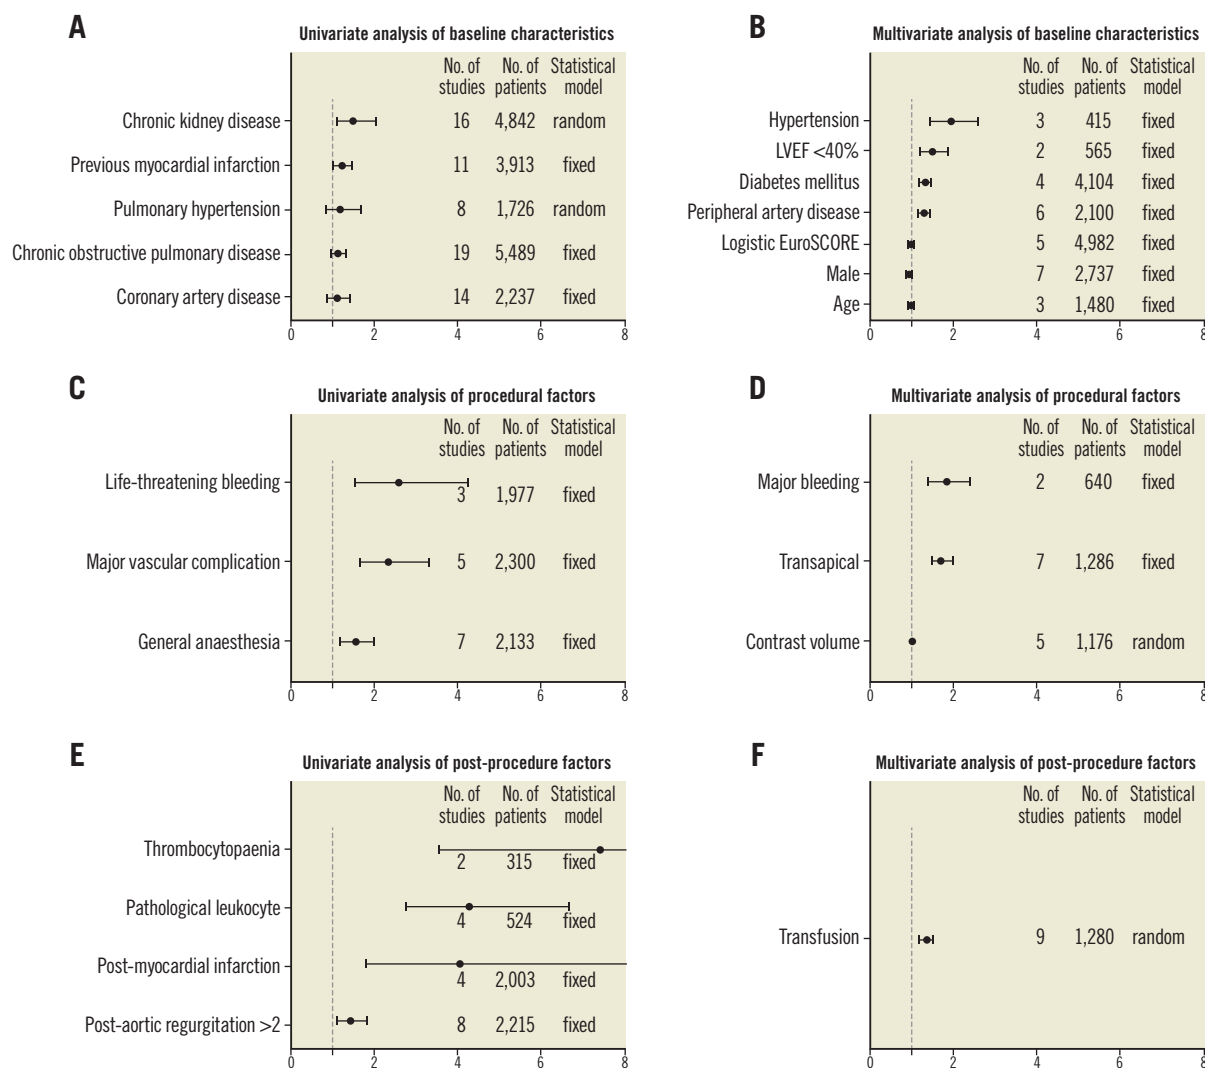 A
Univariate analysis of baseline characteristics
No. of No. of Statistical
studies patients model
Chronic kidney disease 16 4,842 random
Previous myocardial infarction 11 3,913 fixed
Pulmonary hypertension 8 1,726 random
Chronic obstructive pulmonary disease 19 5,489 fixed
Coronary artery disease 14 2,237 fixed
0 2 4 6 8
B
Multivariate analysis of baseline characteristics
No. of No. of Statistical
studies patients model
Hypertension 3 415 fixed
LVEF <40% 2 565 fixed
Diabetes mellitus 4 4,104 fixed
Peripheral artery disease 6 2,100 fixed
Logistic EuroSCORE 5 4,982 fixed
Male 7 2,737 fixed
Age 3 1,480 fixed
0 2 4 6 8
C
Univariate analysis of procedural factors
No. of No. of Statistical
studies patients model
Life-threatening bleeding 3 1,977 fixed
Major vascular complication 5 2,300 fixed
General anaesthesia 7 2,133 fixed
0 2 4 6 8
D
Multivariate analysis of procedural factors
No. of No. of Statistical
studies patients model
Major bleeding 2 640 fixed
Transapical 7 1,286 fixed
Contrast volume 5 1,176 random
0 2 4 6 8
E
Univariate analysis of post-procedure factors
No. of No. of Statistical
studies patients model
Thrombocytopaenia 2 315 fixed
Pathological leukocyte 4 524 fixed
Post-myocardial infarction 4 2,003 fixed
Post-aortic regurgitation >2 8 2,215 fixed
0 2 4 6 8
F
Multivariate analysis of post-procedure factors
No. of No. of Statistical
studies patients model
Transfusion 9 1,280 random
0 2 4 6 8